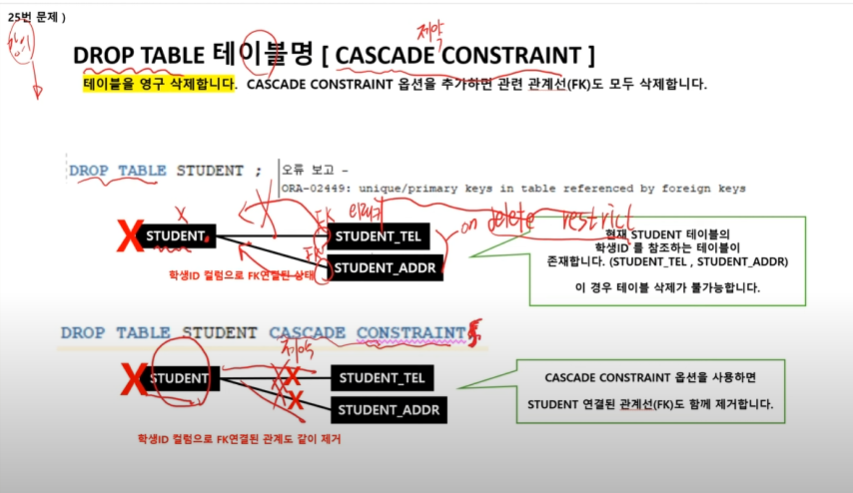 25번 문제 )
제약
DROP TABLE 테이블명 [ CASCADE CONSTRAINT ]
테이블을 영구 삭제합니다. CASCADE CONSTRAINT 옵션을 추가하면 관련 관계선(FK)도 모두 삭제합니다.
DROP TABLE STUDENT ;
오류 보고 -
ORA-02449: unique/primary keys in table referenced by foreign keys
X
X
STUDENT
FK
STUDENT_TEL
on delete restrict
FK
STUDENT_ADDR
학생ID 컬럼으로 FK연결된 상태
현재 STUDENT 테이블의
학생ID 를 참조하는 테이블이
존재합니다. (STUDENT_TEL , STUDENT_ADDR)
이 경우 테이블 삭제가 불가능합니다.
DROP TABLE STUDENT CASCADE CONSTRAINT
제약
X
STUDENT
X
X
STUDENT_TEL
STUDENT_ADDR
학생ID 컬럼으로 FK연결된 관계도 같이 제거
CASCADE CONSTRAINT 옵션을 사용하면
STUDENT 연결된 관계선(FK)도 함께 제거합니다.